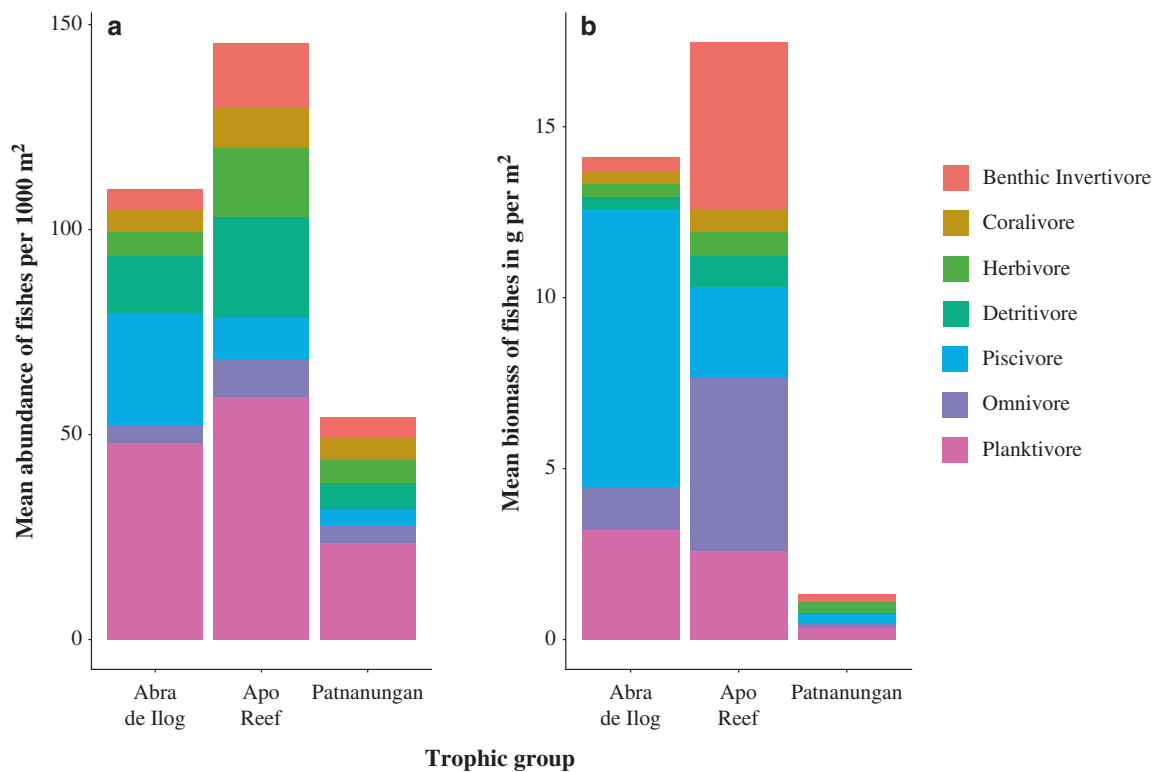 a
Mean abundance of fishes per 1000 m²
150
100
50
0
Abra
de Ilog
Apo
Reef
Patnanungan
b
Mean biomass of fishes in g per m²
15
10
5
0
Abra
de Ilog
Apo
Reef
Patnanungan
Trophic group
Benthic Invertivore
Coralivore
Herbivore
Detritivore
Piscivore
Omnivore
Planktivore